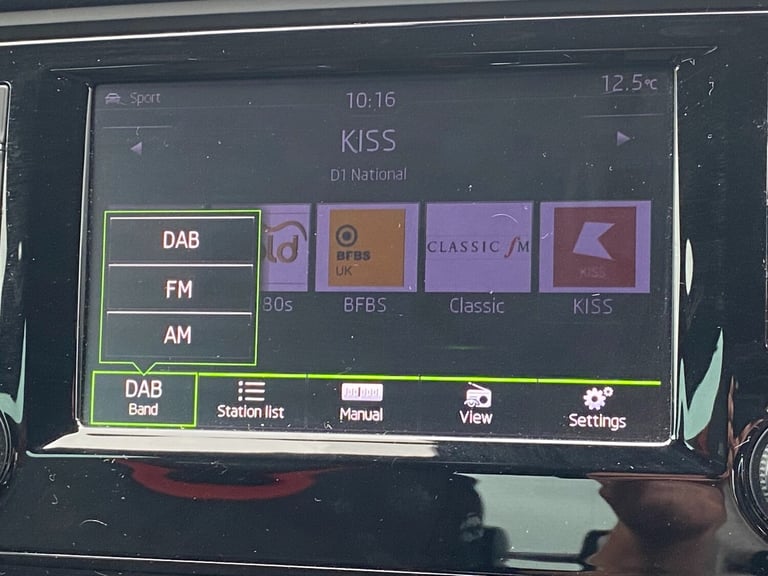 Sport
10:16
12.5°C
KISS
D1 National
DAB
FM
AM
80s
BFBS
UK
BFBS
CLASSIC fM
Classic
KISS
KISS
DAB
Band
Station list
Manual
View
Settings